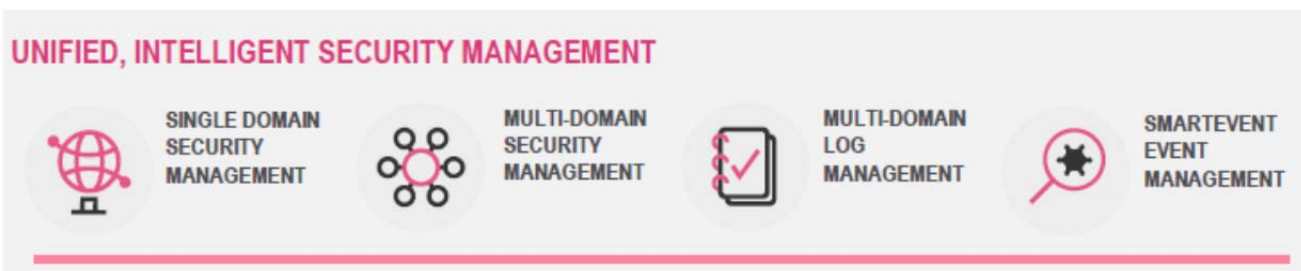 UNIFIED, INTELLIGENT SECURITY MANAGEMENT
SINGLE DOMAIN
SECURITY
MANAGEMENT
MULTI-DOMAIN
SECURITY
MANAGEMENT
MULTI-DOMAIN
LOG
MANAGEMENT
SMARTEVENT
EVENT
MANAGEMENT